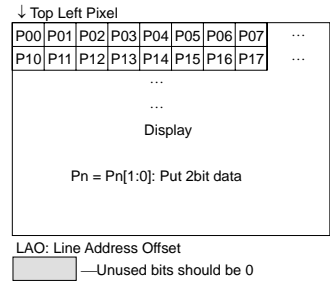 ↓ Top Left Pixel
P00 P01 P02 P03 P04 P05 P06 P07 ...
P10 P11 P12 P13 P14 P15 P16 P17 ...
...
...
Display
Pn = Pn[1:0]: Put 2bit data
LAO: Line Address Offset
—Unused bits should be 0